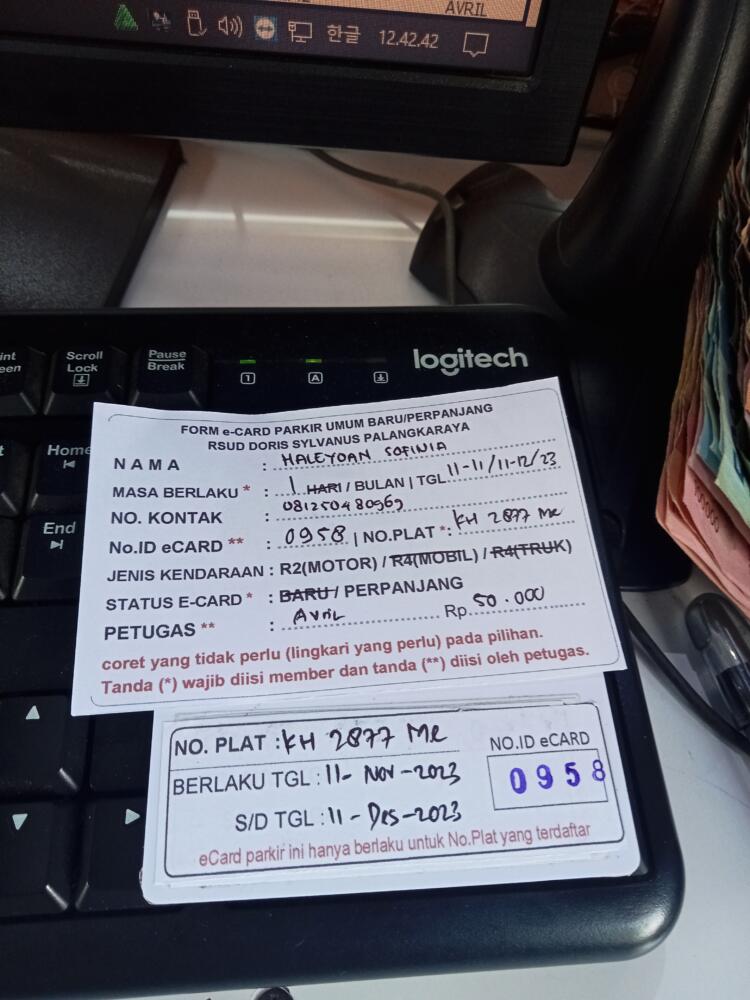 AVRIL
한글 12.42.42
Scroll Lock
Pause Break
logitech
1
A
Home
End
FORM e-CARD PARKIR UMUM BARU/PERPANJANG
RSUD DORIS SYLVANUS PALANGKARAYA
NAMA : HALEYOAN SOFINIA
MASA BERLAKU * : 1 HARI / BULAN | TGL 11-11/11-12/23
NO. KONTAK : 081250480969
No.ID eCARD ** : 0958 | NO.PLAT *: KH 2877 Me
JENIS KENDARAAN : R2(MOTOR) / R4(MOBIL) / R4(TRUK)
STATUS E-CARD * : BARU / PERPANJANG
PETUGAS ** : Avril Rp. 50.000
coret yang tidak perlu (lingkari yang perlu) pada pilihan.
Tanda (*) wajib diisi member dan tanda (**) diisi oleh petugas.
NO. PLAT : KH 2877 Me
NO.ID eCARD
0958
BERLAKU TGL : 11- Nov -2023
S/D TGL : 11 - Des -2023
eCard parkir ini hanya berlaku untuk No.Plat yang terdaftar